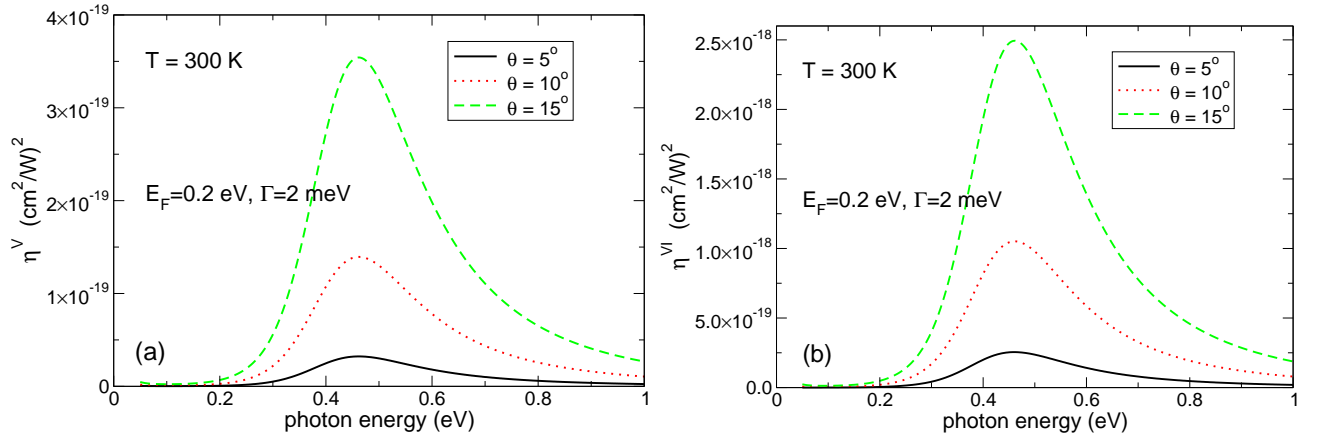 4×10⁻¹⁹
3×10⁻¹⁹
2×10⁻¹⁹
1×10⁻¹⁹
0
η^V (cm²/W)²
T = 300 K
θ = 5°
θ = 10°
θ = 15°
E_F=0.2 eV, Γ=2 meV
(a)
0 0.2 0.4 0.6 0.8 1
photon energy (eV)
2.5×10⁻¹⁸
2.0×10⁻¹⁸
1.5×10⁻¹⁸
1.0×10⁻¹⁸
5.0×10⁻¹⁹
0.0
η^VI (cm²/W)²
T = 300 K
θ = 5°
θ = 10°
θ = 15°
E_F=0.2 eV, Γ=2 meV
(b)
0 0.2 0.4 0.6 0.8 1
photon energy (eV)